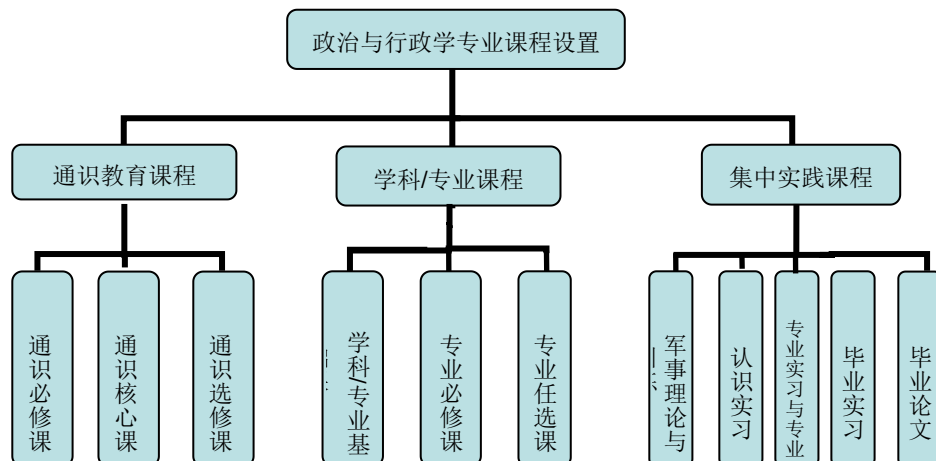 政治与行政学专业课程设置
通识教育课程
学科/专业课程
集中实践课程
通识必修课
通识核心课
通识选修课
学科/专业基
专业必修课
专业任选课
军事理论与
认识实习
专业实习与专业
毕业实习
毕业论文